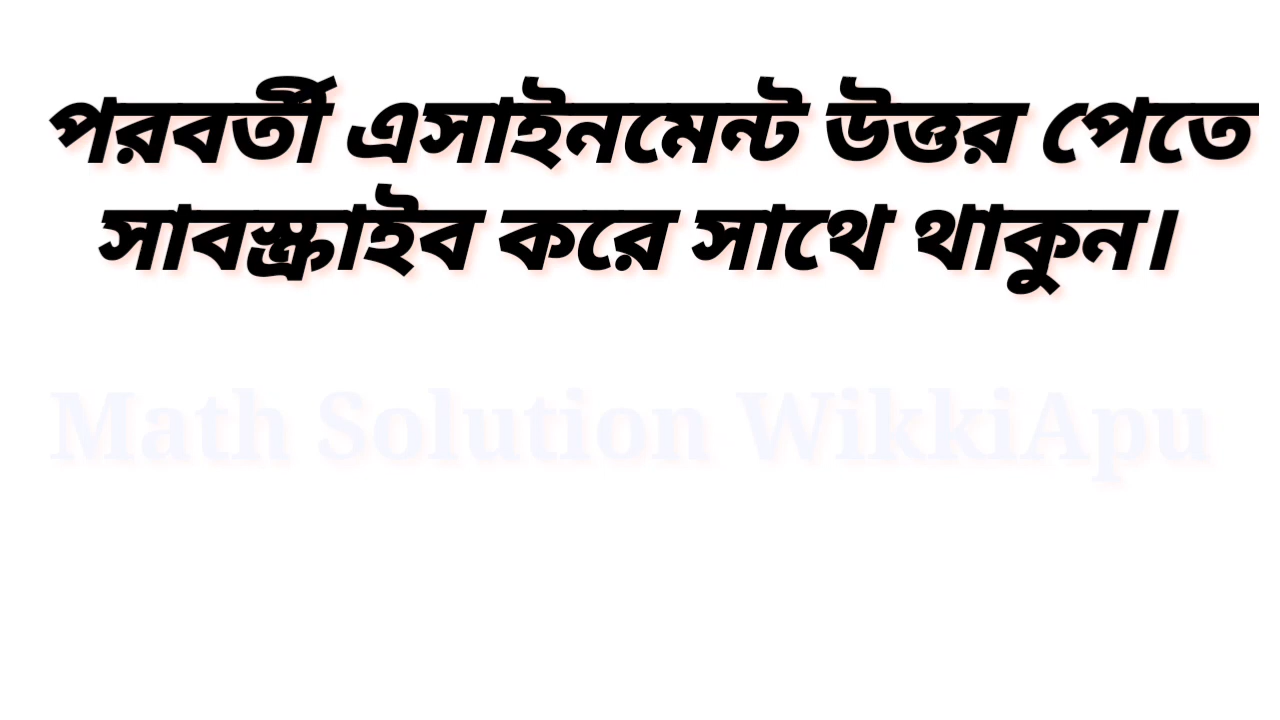 পরবর্তী এসাইনমেন্ট উত্তর পেতে
সাবস্ক্রাইব করে সাথে থাকুন।
Math Solution WikkiApu